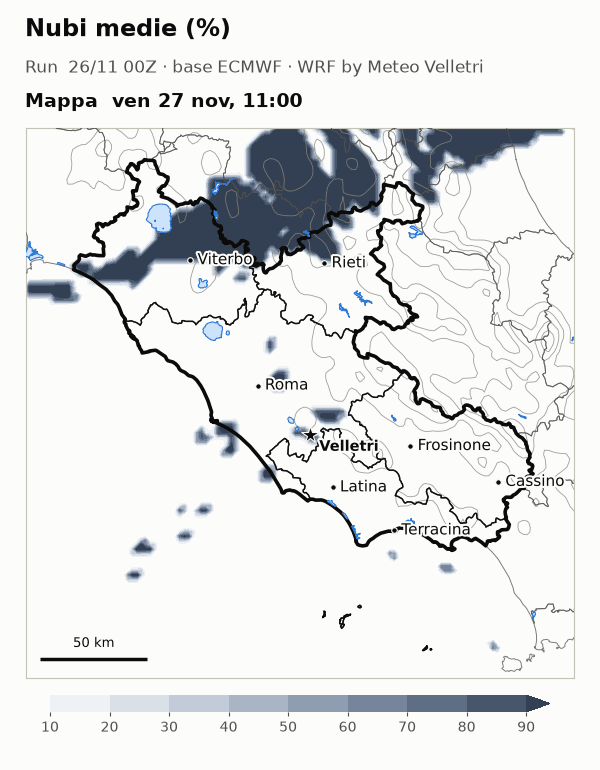 Nubi medie (%)
Run  26/11 00Z · base ECMWF · WRF by Meteo Velletri
Mappa  ven 27 nov, 11:00
Viterbo
Rieti
Roma
Velletri
Frosinone
Cassino
Latina
Terracina
50 km
10 20 30 40 50 60 70 80 90